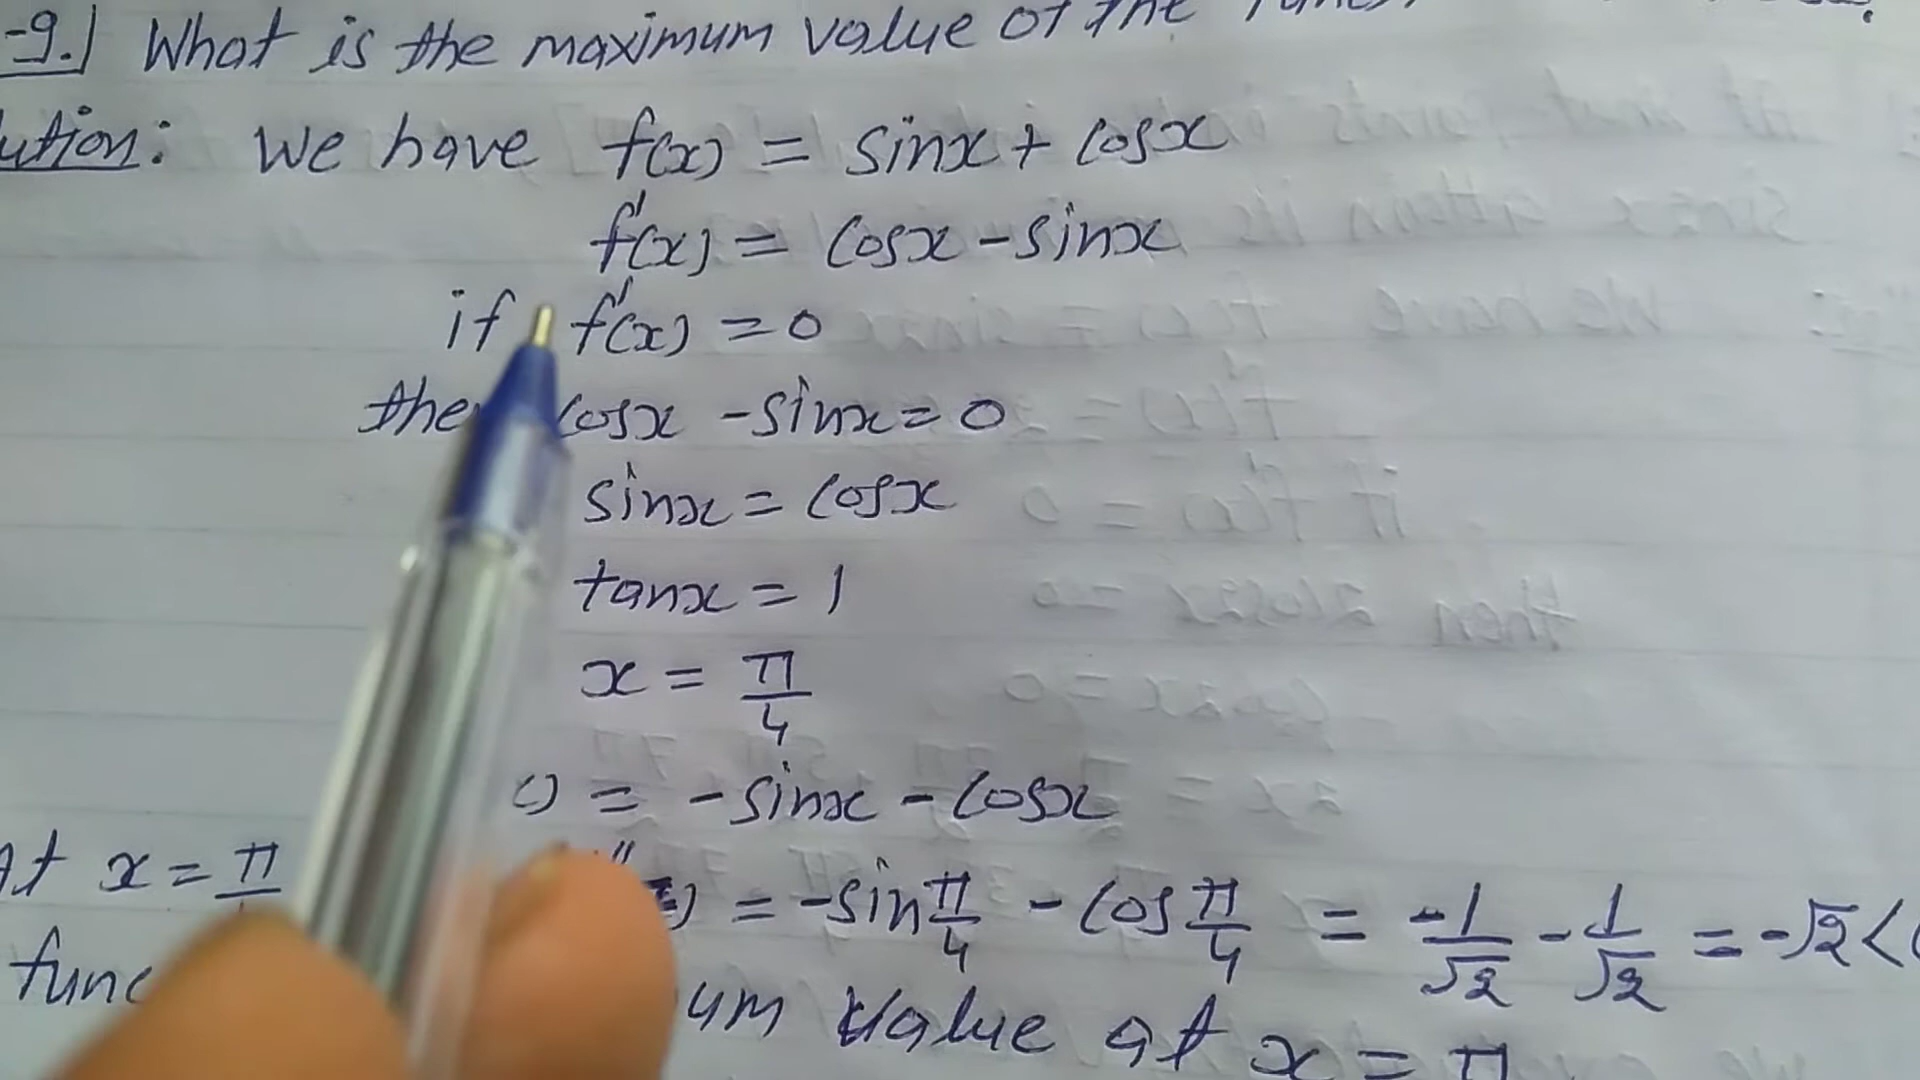 -9.) What is the maximum value of the
ution: We have f(x) = sinx + cosx
f'(x) = cosx - sinx
if f'(x) = 0
the cosx - sinx = 0
sinx = cosx
tanx = 1
x = π/4
) = -sinx - cosx
At x = π = -sin π/4 - cos π/4 = -1/√2 - 1/√2 = -√2 <
func um value at x = π